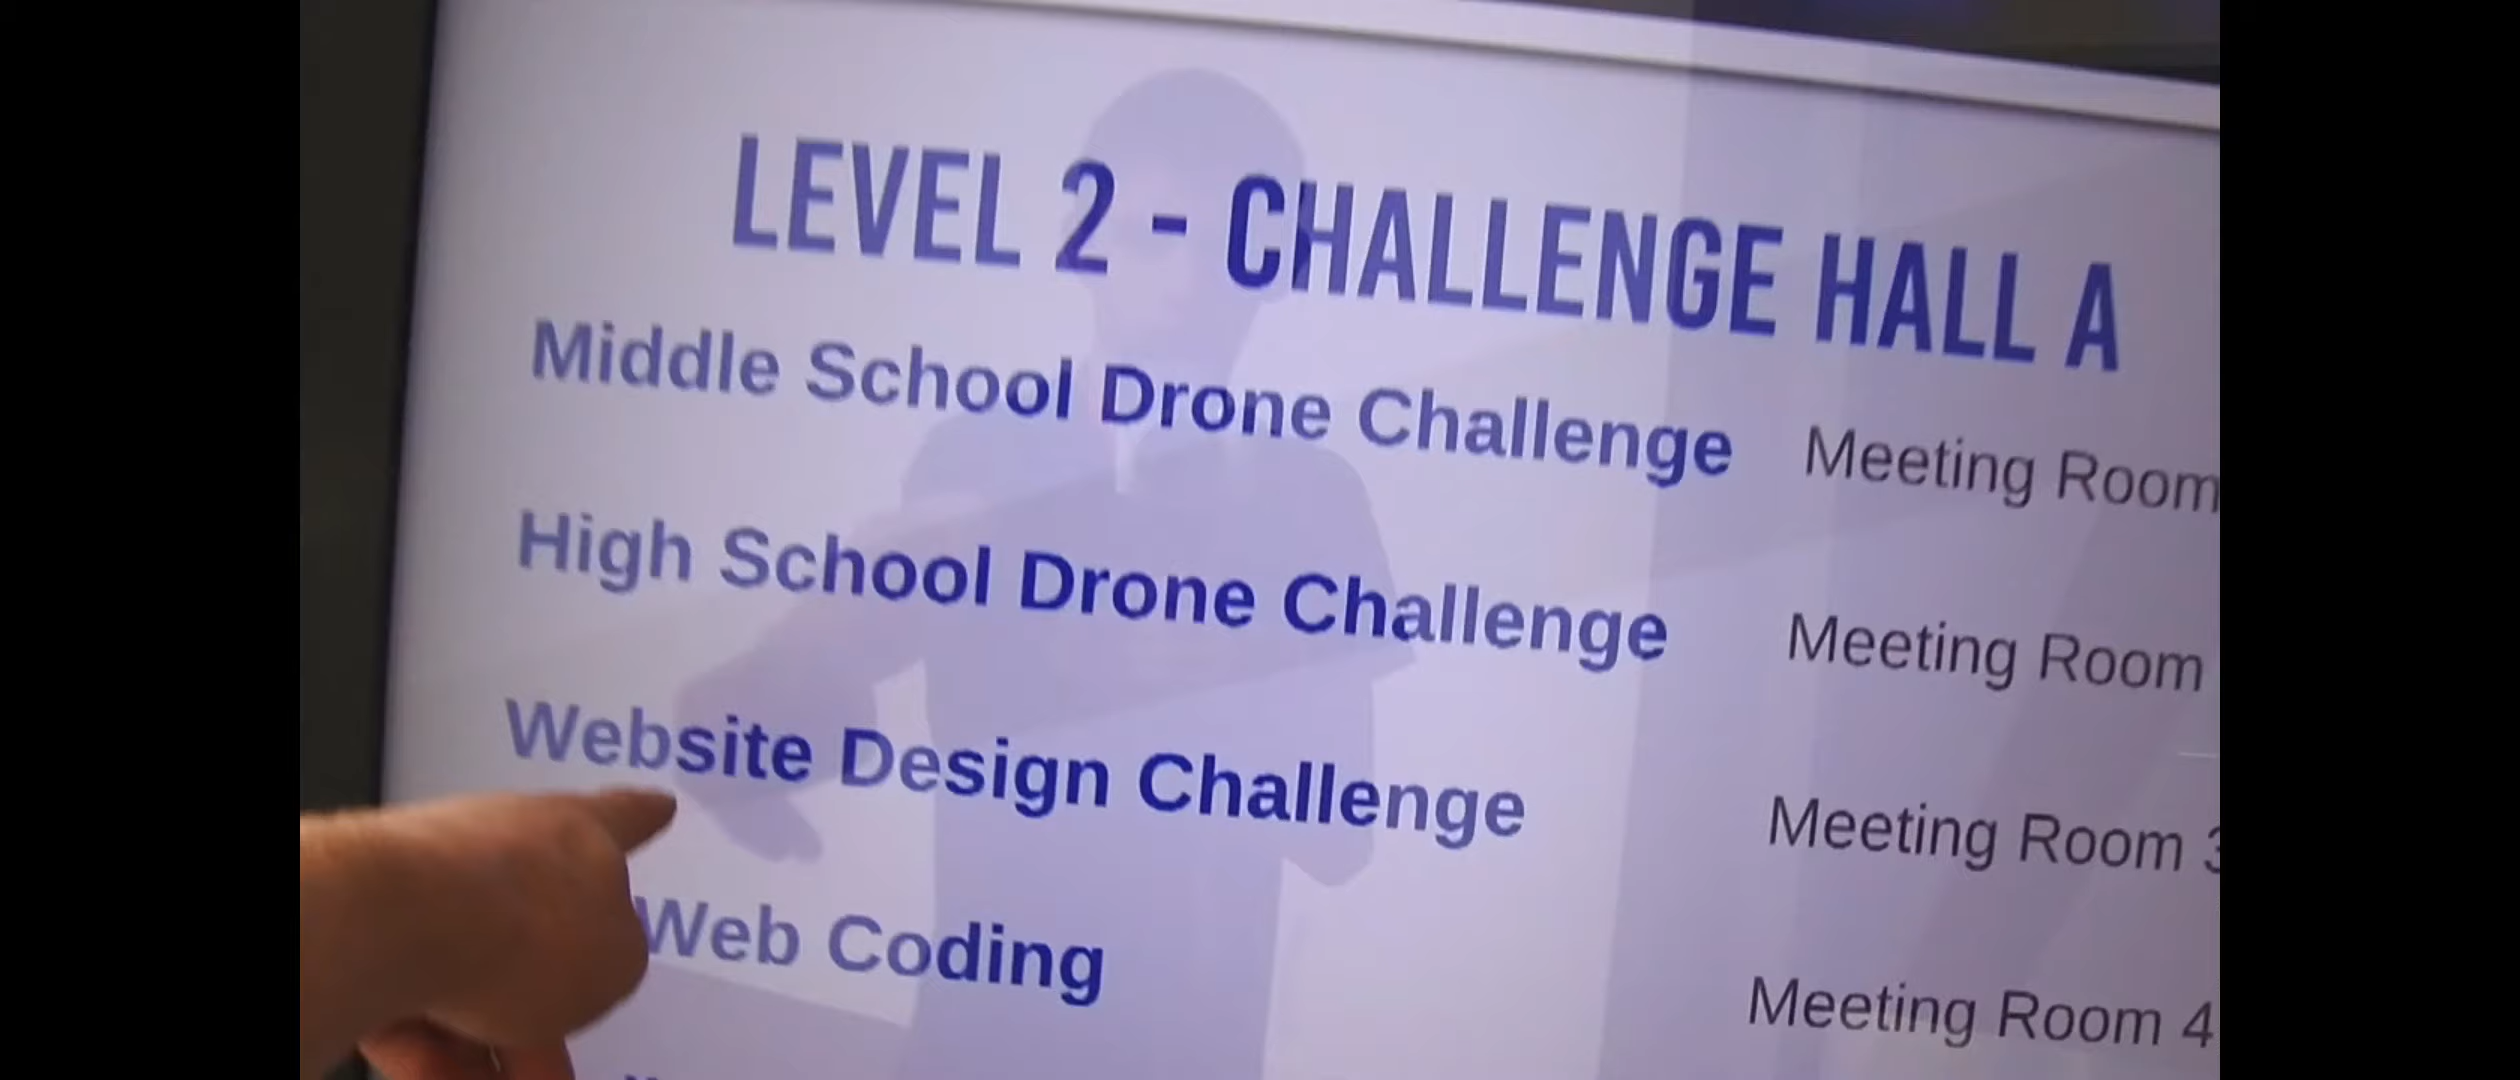 LEVEL 2 - CHALLENGE HALL A
Middle School Drone Challenge Meeting Room
High School Drone Challenge Meeting Room
Website Design Challenge Meeting Room 3
Web Coding Meeting Room 4